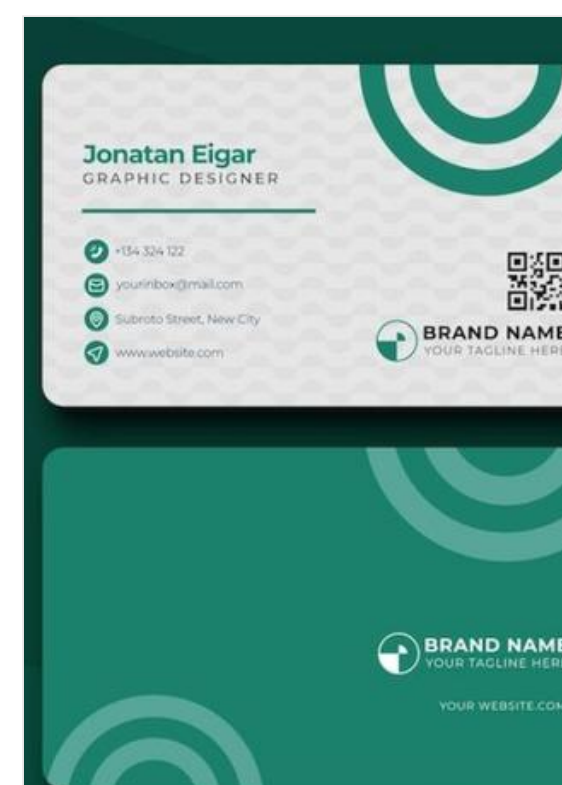 Jonatan Eigar
GRAPHIC DESIGNER
+134 324 122
yourinbox@mail.com
Subroto Street, New City
www.website.com
BRAND NAME
YOUR TAGLINE HERE
BRAND NAME
YOUR TAGLINE HERE
YOUR WEBSITE.COM